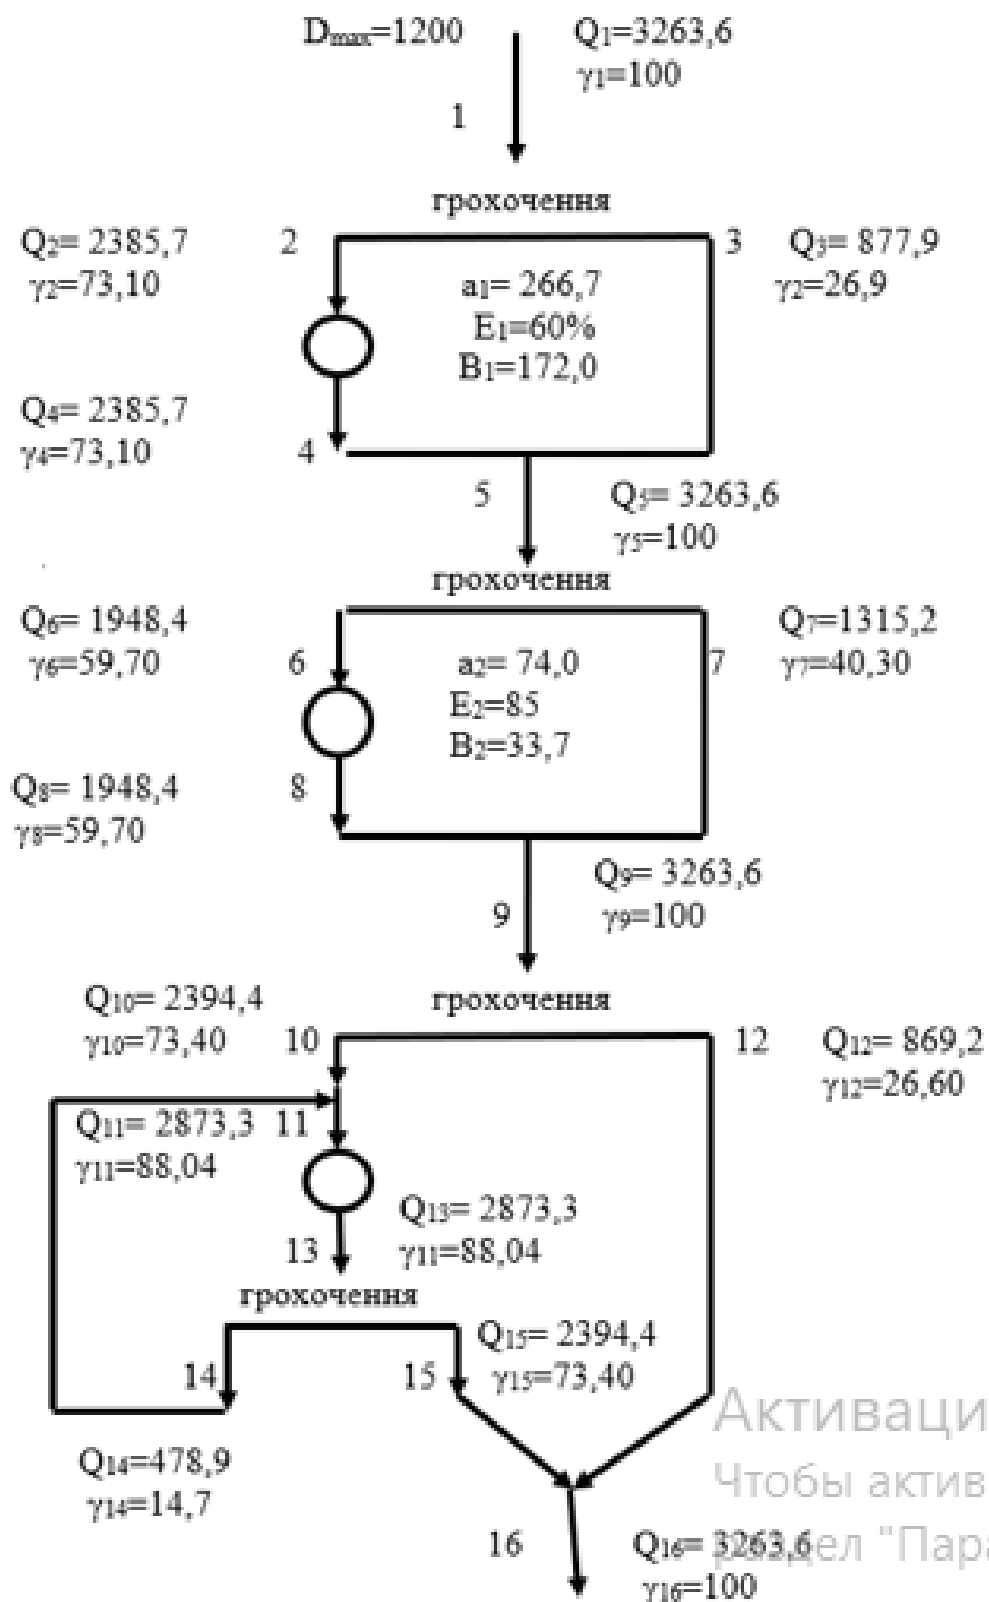 Dmax=1200
Q1=3263,6
γ1=100
1
грохочення
Q2= 2385,7
γ2=73,10
2
3
Q3= 877,9
γ2=26,9
a1= 266,7
E1=60%
B1=172,0
Q4= 2385,7
γ4=73,10
4
5
Q5= 3263,6
γ5=100
грохочення
Q6= 1948,4
γ6=59,70
6
a2= 74,0
E2=85
B2=33,7
7
Q7=1315,2
γ7=40,30
Q8= 1948,4
γ8=59,70
8
Q9= 3263,6
γ9=100
9
грохочення
Q10= 2394,4
γ10=73,40
10
12
Q12= 869,2
γ12=26,60
Q11= 2873,3
11
γ11=88,04
Q13= 2873,3
γ11=88,04
13
грохочення
14
15
Q15= 2394,4
γ15=73,40
Q14=478,9
γ14=14,7
16
Q16= 3263,6
γ16=100
Активаци
Чтобы актив
раздел "Пара